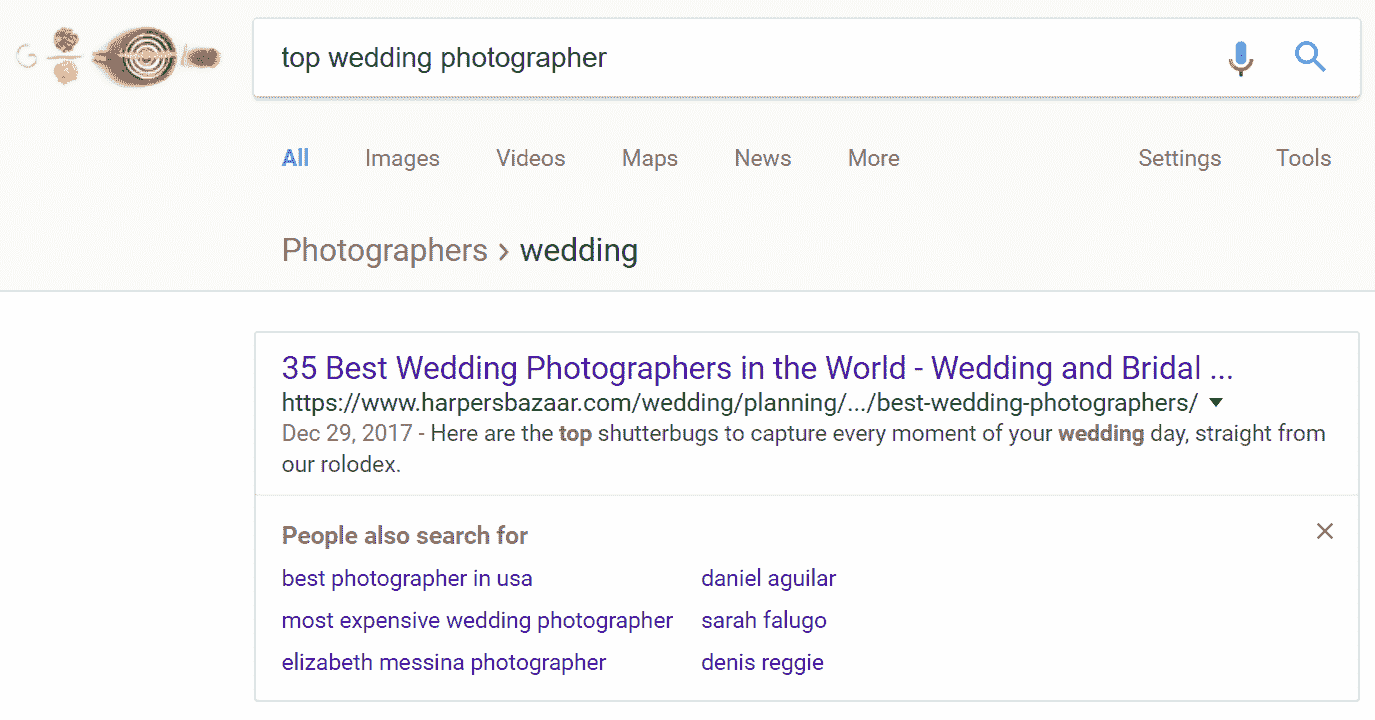 top wedding photographer
All Images Videos Maps News More Settings Tools
Photographers › wedding
35 Best Wedding Photographers in the World - Wedding and Bridal ...
https://www.harpersbazaar.com/wedding/planning/.../best-wedding-photographers/
Dec 29, 2017 - Here are the top shutterbugs to capture every moment of your wedding day, straight from
our rolodex.
People also search for
best photographer in usa daniel aguilar
most expensive wedding photographer sarah falugo
elizabeth messina photographer denis reggie